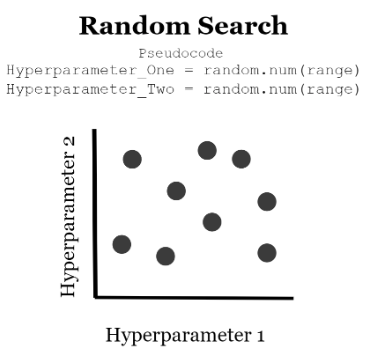 Random Search
Pseudocode
Hyperparameter_One = random.num(range)
Hyperparameter_Two = random.num(range)
Hyperparameter 2
Hyperparameter 1